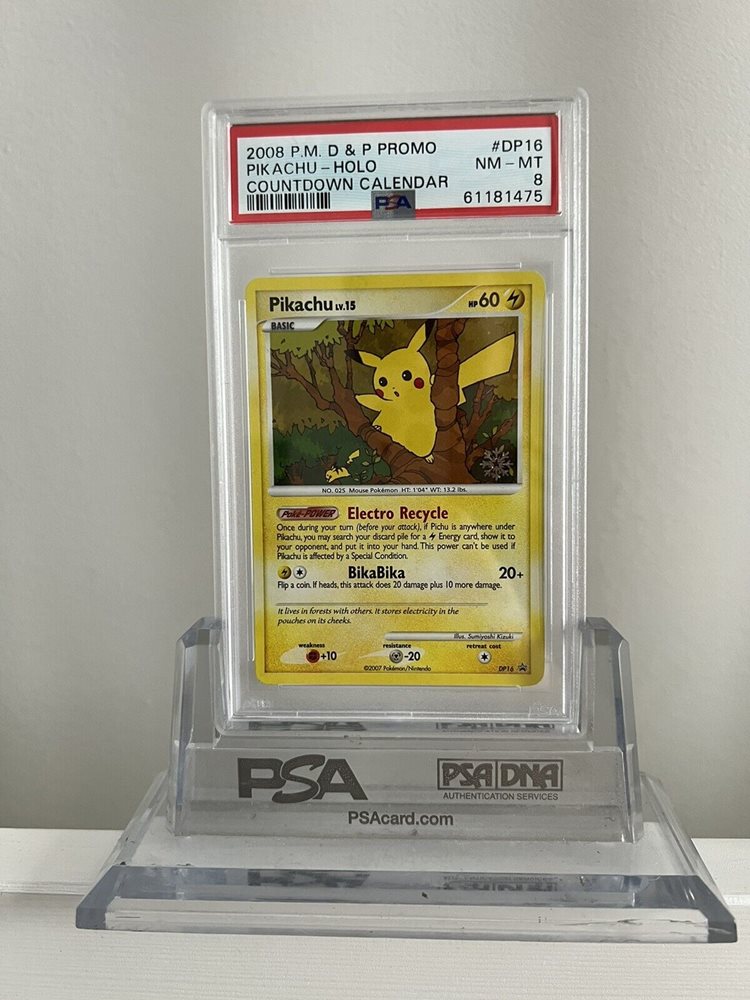 2008 P.M. D & P PROMO #DP16
PIKACHU - HOLO NM - MT
COUNTDOWN CALENDAR 8
PSA 61181475
Pikachu LV.15 HP 60
BASIC
NO. 025 Mouse Pokémon HT: 1'04" WT: 13.2 lbs.
Poké-POWER Electro Recycle
Once during your turn (before your attack), if Pichu is anywhere under
Pikachu, you may search your discard pile for a Energy card, show it to
your opponent, and put it into your hand. This power can't be used if
Pikachu is affected by a Special Condition.
BikaBika 20+
Flip a coin. If heads, this attack does 20 damage plus 10 more damage.
It lives in forests with others. It stores electricity in the
pouches on its cheeks.
Illus. Sumiyoshi Kizuki
weakness resistance retreat cost
+10 -20
©2007 Pokémon/Nintendo DP16
PSA PSA DNA
AUTHENTICATION SERVICES
PSAcard.com